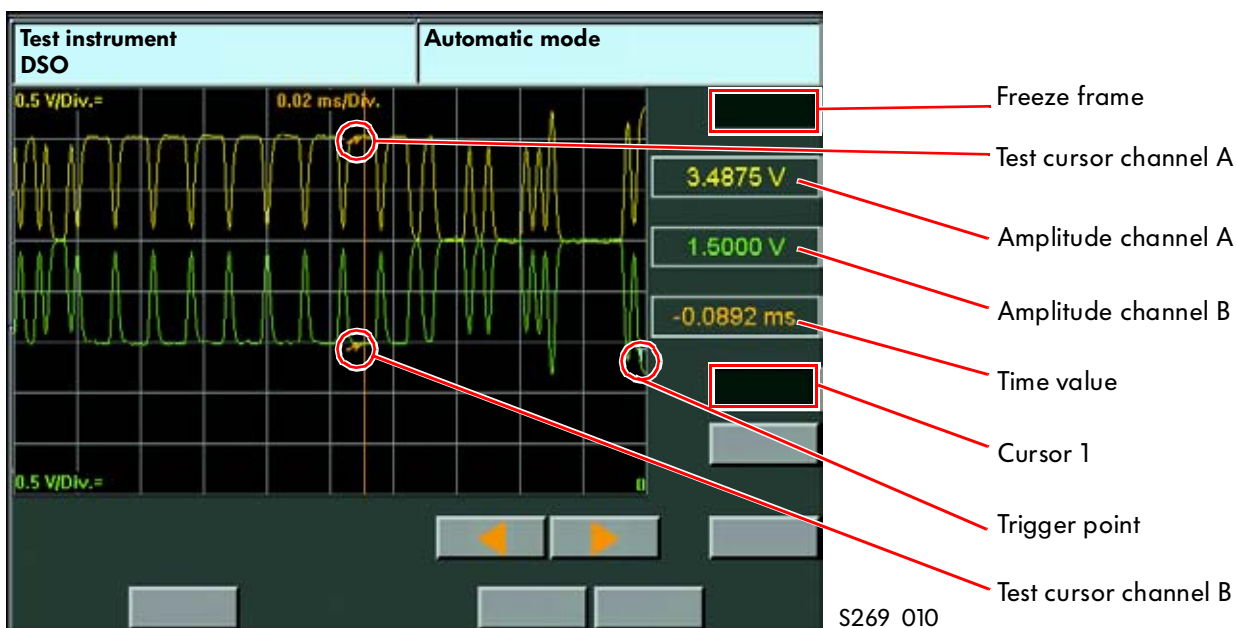 Test instrument
DSO
Automatic mode
0.5 V/Div.=
0.02 ms/Div.
3.4875 V
1.5000 V
-0.0892 ms
0.5 V/Div.=
0
Freeze frame
Test cursor channel A
Amplitude channel A
Amplitude channel B
Time value
Cursor 1
Trigger point
Test cursor channel B
S269_010